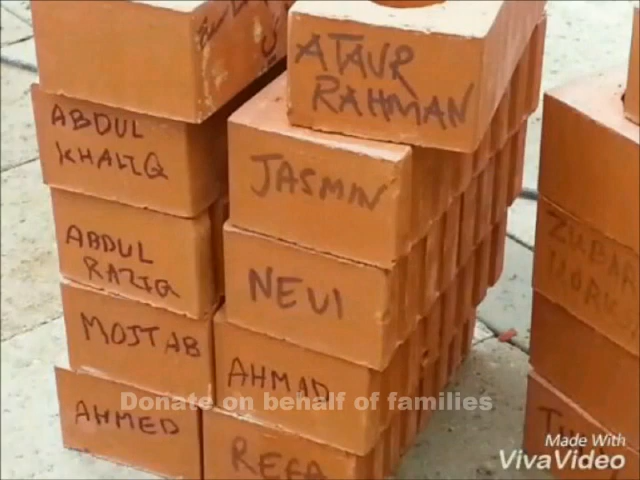 ABDUL
KHALIQ
ABDUL
RAZIQ
MOJTAB
AHMED
ATAUR
RAHMAN
JASMIN
NEVI
AHMAD
REFA
Donate on behalf of families
Made With
VivaVideo